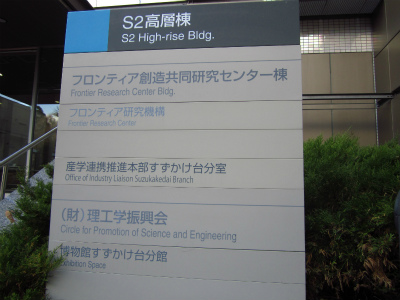 S2高層棟
S2 High-rise Bldg.
フロンティア創造共同研究センター棟
Frontier Research Center Bldg.
フロンティア研究機構
Frontier Research Center
産学連携推進本部すずかけ台分室
Office of Industry Liaison Suzukakedai Branch
（財）理工学振興会
Circle for Promotion of Science and Engineering
博物館すずかけ台分館
Exhibition Space